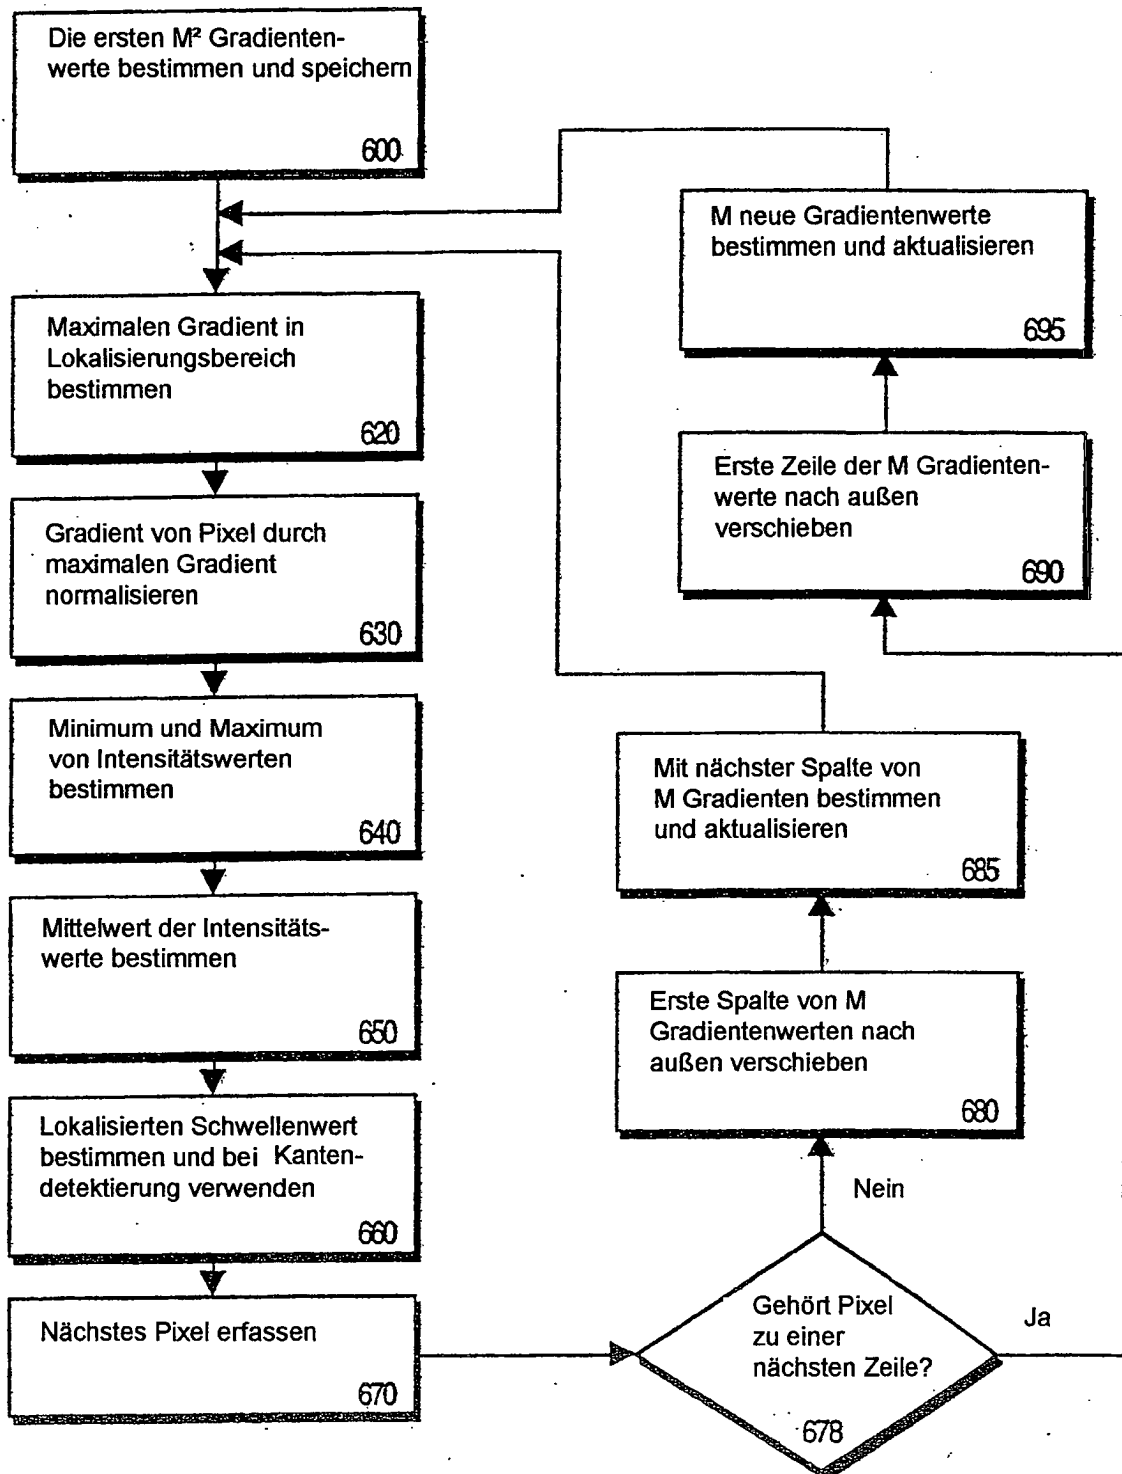 Die ersten M² Gradienten-
werte bestimmen und speichern
600
Maximalen Gradient in
Lokalisierungsbereich
bestimmen
620
Gradient von Pixel durch
maximalen Gradient
normalisieren
630
Minimum und Maximum
von Intensitätswerten
bestimmen
640
Mittelwert der Intensitäts-
werte bestimmen
650
Lokalisierten Schwellenwert
bestimmen und bei Kanten-
detektierung verwenden
660
Nächstes Pixel erfassen
670
Gehört Pixel
zu einer
nächsten Zeile?
678
Nein
Ja
Erste Spalte von M
Gradientenwerten nach
außen verschieben
680
Mit nächster Spalte von
M Gradienten bestimmen
und aktualisieren
685
Erste Zeile der M Gradienten-
werte nach außen
verschieben
690
M neue Gradientenwerte
bestimmen und aktualisieren
695